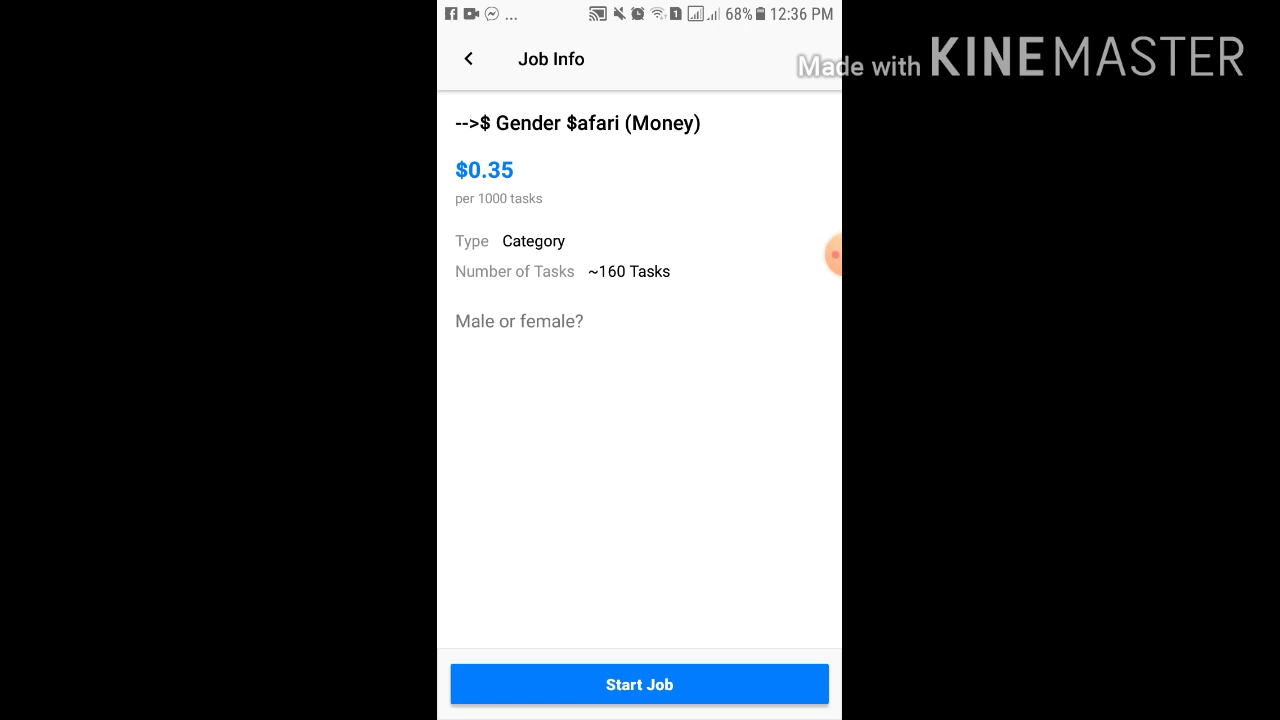 ... 68% 12:36 PM
Job Info
Made with KINEMASTER
-->$ Gender $afari (Money)
$0.35
per 1000 tasks
Type Category
Number of Tasks ~160 Tasks
Male or female?
Start Job